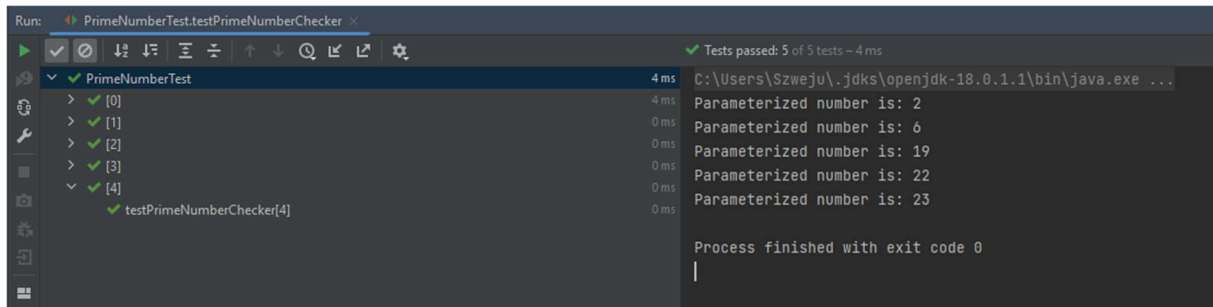 Run: PrimeNumberTest.testPrimeNumberChecker
Tests passed: 5 of 5 tests – 4 ms
PrimeNumberTest 4 ms
[0] 4 ms
[1] 0 ms
[2] 0 ms
[3] 0 ms
[4] 0 ms
testPrimeNumberChecker[4] 0 ms
C:\Users\Szweju\.jdks\openjdk-18.0.1.1\bin\java.exe ...
Parameterized number is: 2
Parameterized number is: 6
Parameterized number is: 19
Parameterized number is: 22
Parameterized number is: 23
Process finished with exit code 0